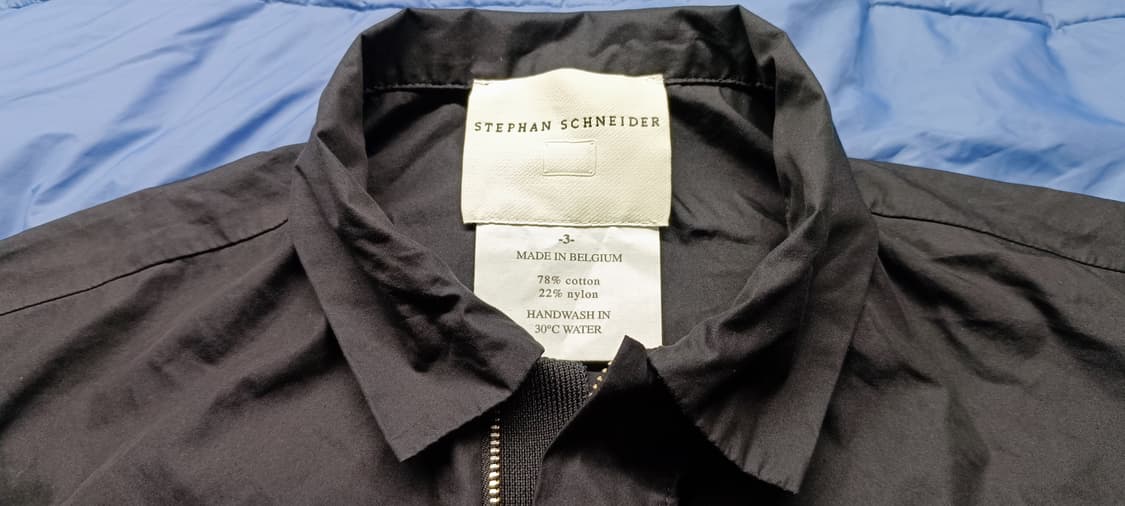 STEPHAN SCHNEIDER
-3-
MADE IN BELGIUM
78% cotton
22% nylon
HANDWASH IN
30°C WATER